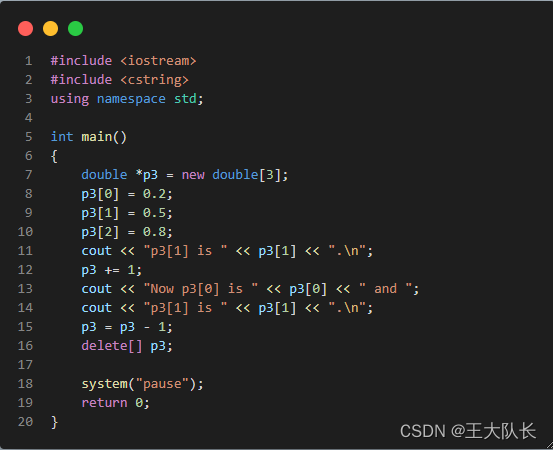 1 #include <iostream>
2 #include <cstring>
3 using namespace std;
4
5 int main()
6 {
7     double *p3 = new double[3];
8     p3[0] = 0.2;
9     p3[1] = 0.5;
10     p3[2] = 0.8;
11     cout << "p3[1] is " << p3[1] << ".\n";
12     p3 += 1;
13     cout << "Now p3[0] is " << p3[0] << " and ";
14     cout << "p3[1] is " << p3[1] << ".\n";
15     p3 = p3 - 1;
16     delete[] p3;
17
18     system("pause");
19     return 0;
20 }
CSDN @王大队长